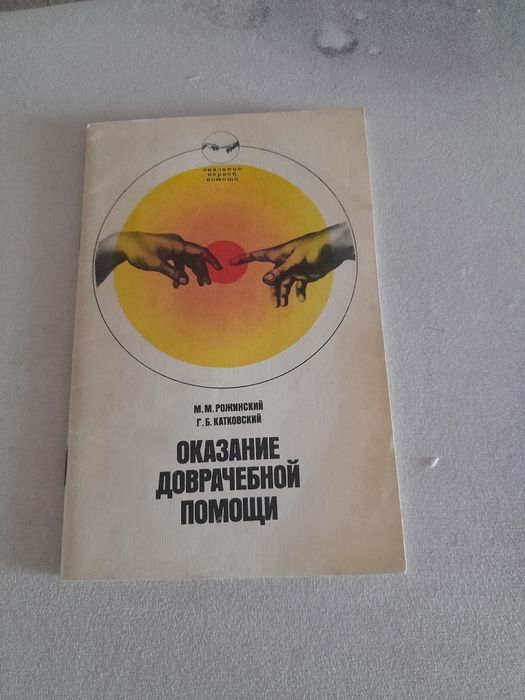 оказание
первой
помощи
М. М. РОЖИНСКИЙ
Г. Б. КАТКОВСКИЙ
ОКАЗАНИЕ
ДОВРАЧЕБНОЙ
ПОМОЩИ